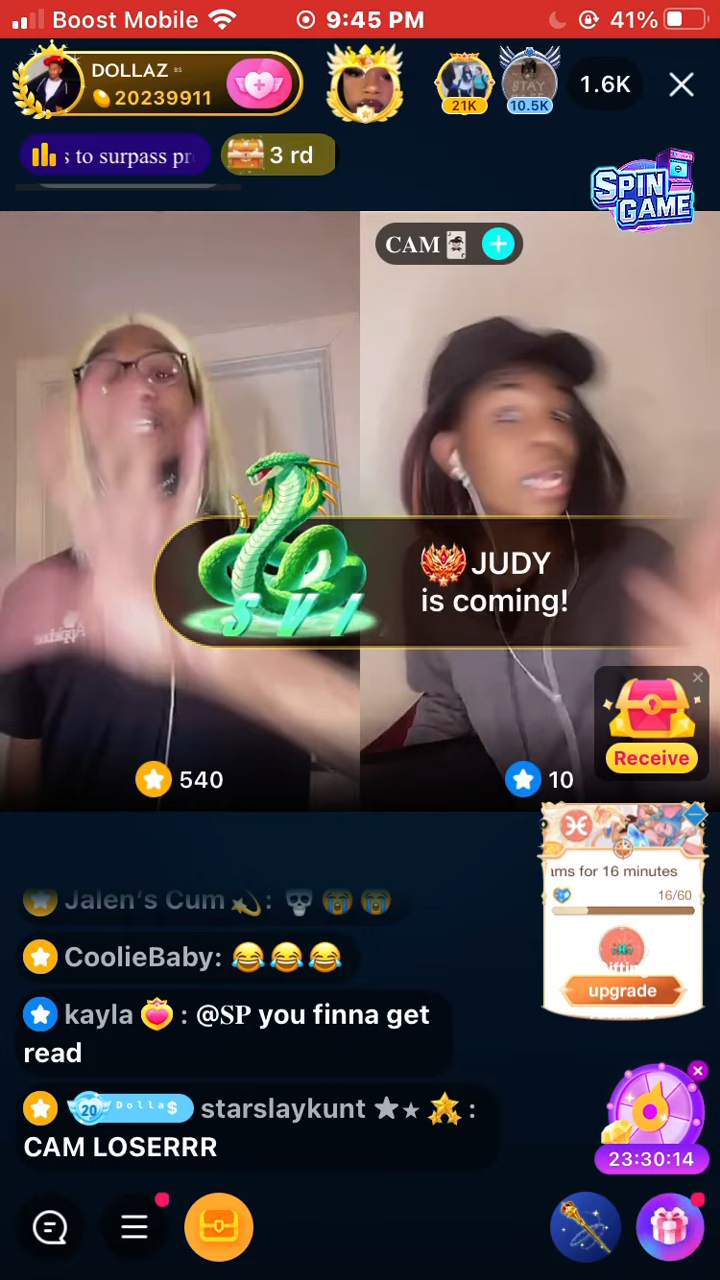 Boost Mobile
9:45 PM
41%
DOLLAZ
20239911
21K
10.5K
1.6K
s to surpass pr
3 rd
SPIN GAME
CAM
SVI
JUDY
is coming!
Receive
540
10
ams for 16 minutes
16/60
upgrade
Jalen's Cum 💫: 💀😭😭
CoolieBaby: 😂😂😂
kayla : @SP you finna get
read
20 Dolla$ starslaykunt ★⋆ :
CAM LOSERRR
23:30:14